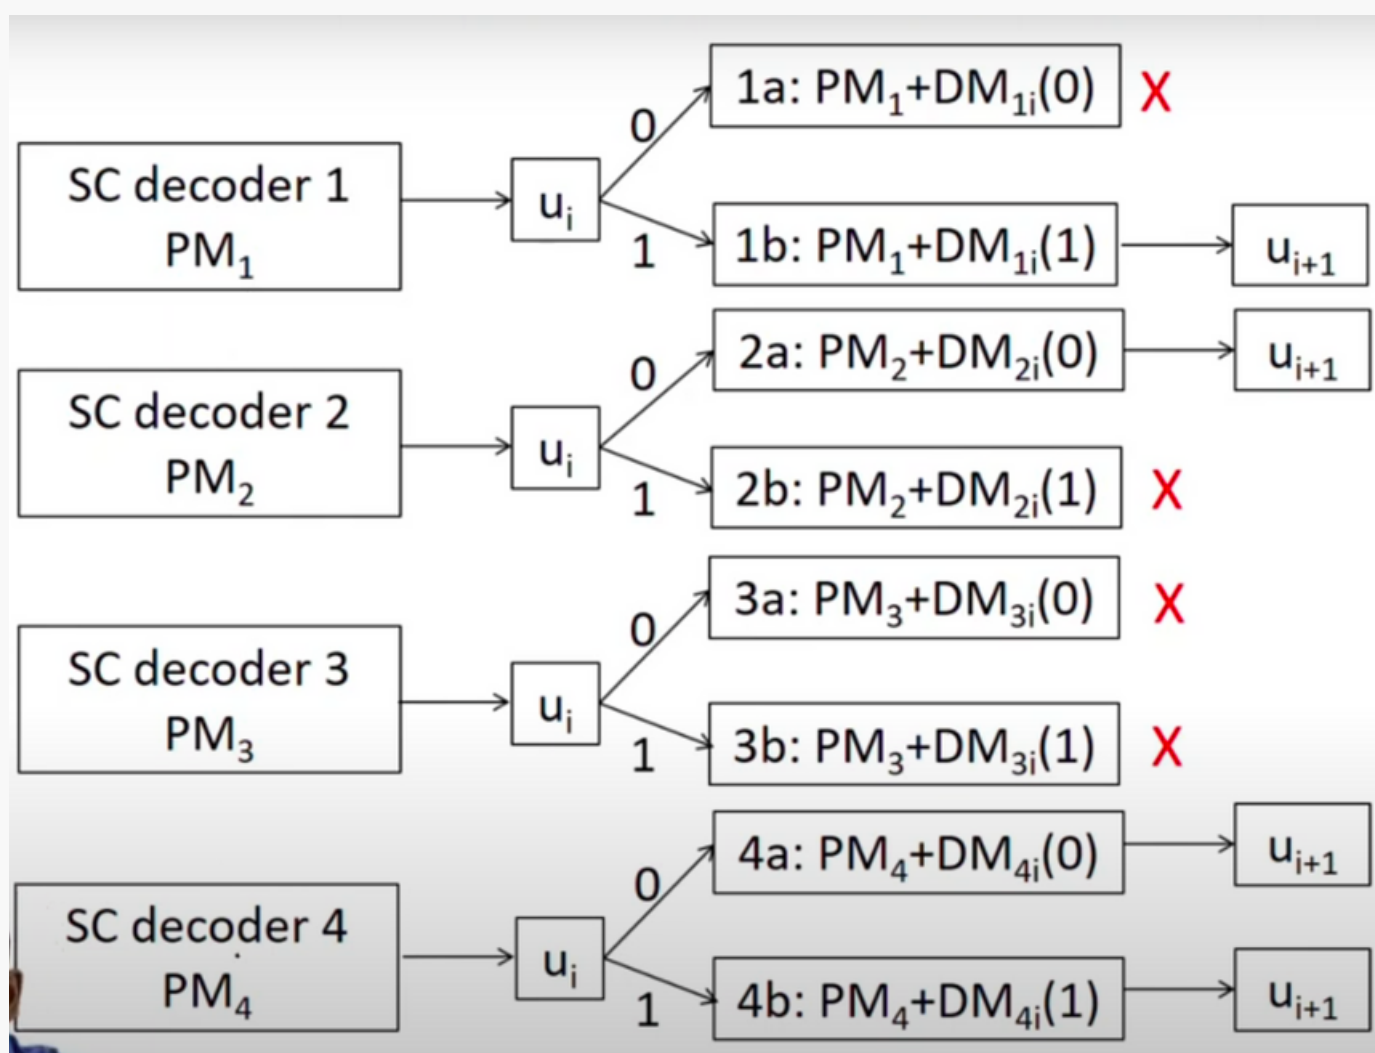 SC decoder 1
PM₁
uᵢ
0
1
1a: PM₁+DM₁ᵢ(0)
X
1b: PM₁+DM₁ᵢ(1)
uᵢ₊₁
SC decoder 2
PM₂
uᵢ
0
1
2a: PM₂+DM₂ᵢ(0)
uᵢ₊₁
2b: PM₂+DM₂ᵢ(1)
X
SC decoder 3
PM₃
uᵢ
0
1
3a: PM₃+DM₃ᵢ(0)
X
3b: PM₃+DM₃ᵢ(1)
X
SC decoder 4
PM₄
uᵢ
0
1
4a: PM₄+DM₄ᵢ(0)
uᵢ₊₁
4b: PM₄+DM₄ᵢ(1)
uᵢ₊₁